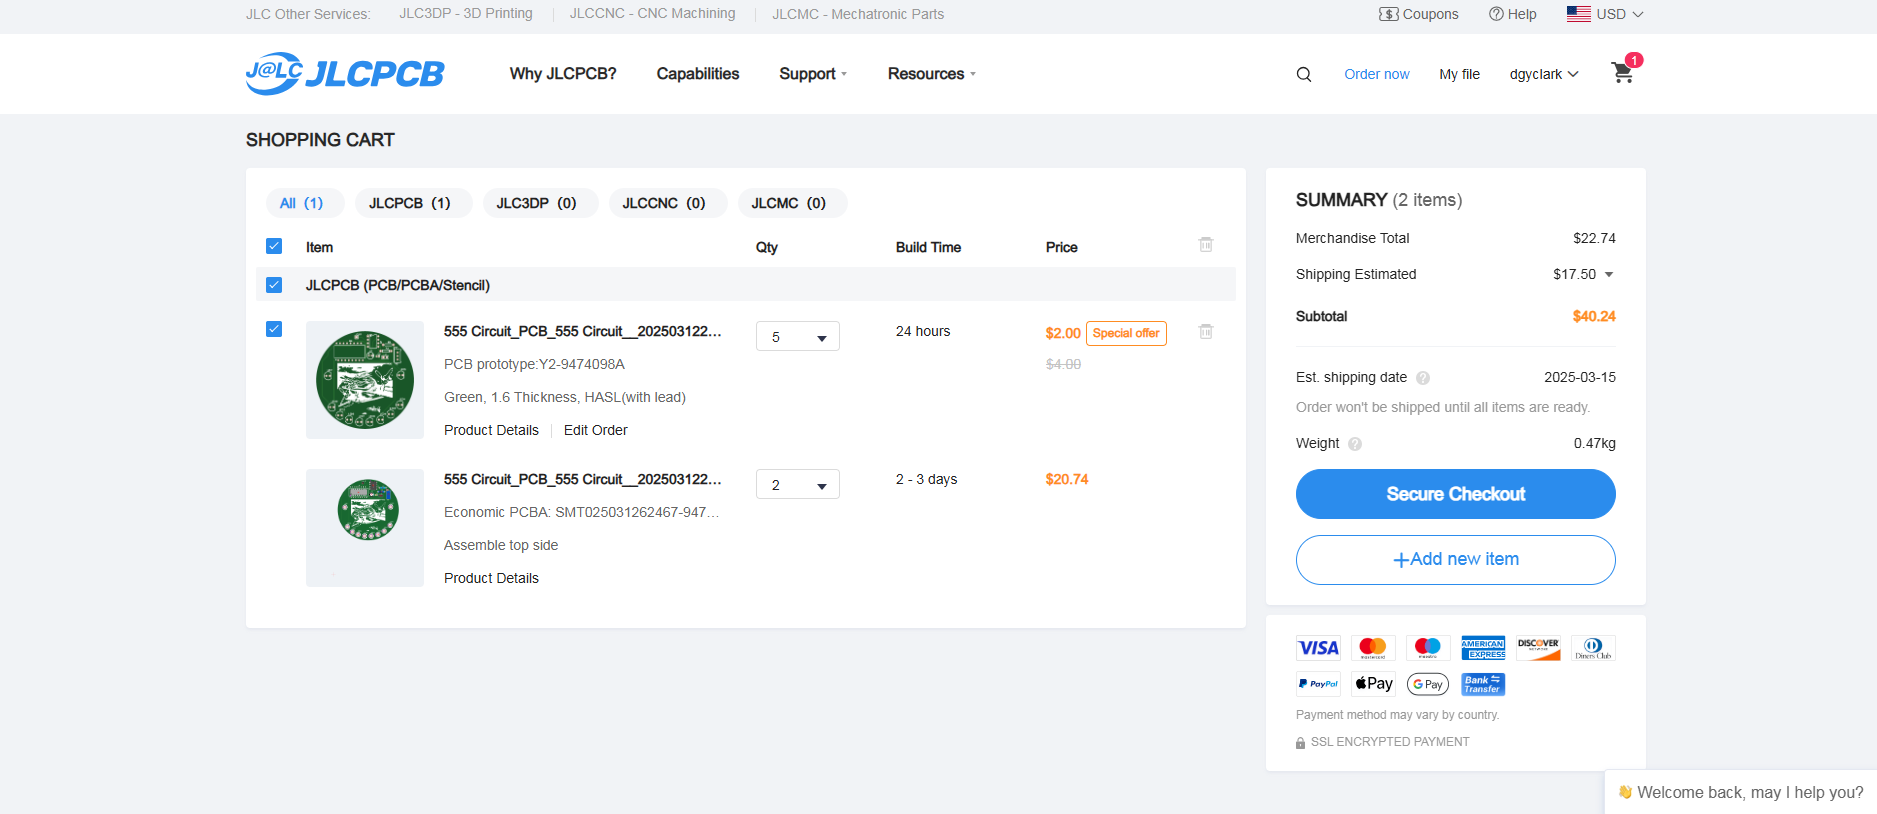 JLC Other Services: JLC3DP - 3D Printing JLCCNC - CNC Machining JLCMC - Mechatronic Parts Coupons Help USD
J@LC JLCPCB Why JLCPCB? Capabilities Support Resources Order now My file dgyclark 1
SHOPPING CART
All (1) JLCPCB (1) JLC3DP (0) JLCCNC (0) JLCMC (0)
Item Qty Build Time Price
JLCPCB (PCB/PCBA/Stencil)
555 Circuit_PCB_555 Circuit__202503122... 5 24 hours $2.00 Special offer
PCB prototype:Y2-9474098A $4.00
Green, 1.6 Thickness, HASL(with lead)
Product Details Edit Order
555 Circuit_PCB_555 Circuit__202503122... 2 2 - 3 days $20.74
Economic PCBA: SMT025031262467-947...
Assemble top side
Product Details
SUMMARY (2 items)
Merchandise Total $22.74
Shipping Estimated $17.50
Subtotal $40.24
Est. shipping date ? 2025-03-15
Order won't be shipped until all items are ready.
Weight ? 0.47kg
Secure Checkout
+Add new item
VISA mastercard maestro AMERICAN EXPRESS DISCOVER NETWORK Diners Club
PayPal Pay G Pay Bank Transfer
Payment method may vary by country.
SSL ENCRYPTED PAYMENT
👋 Welcome back, may I help you?